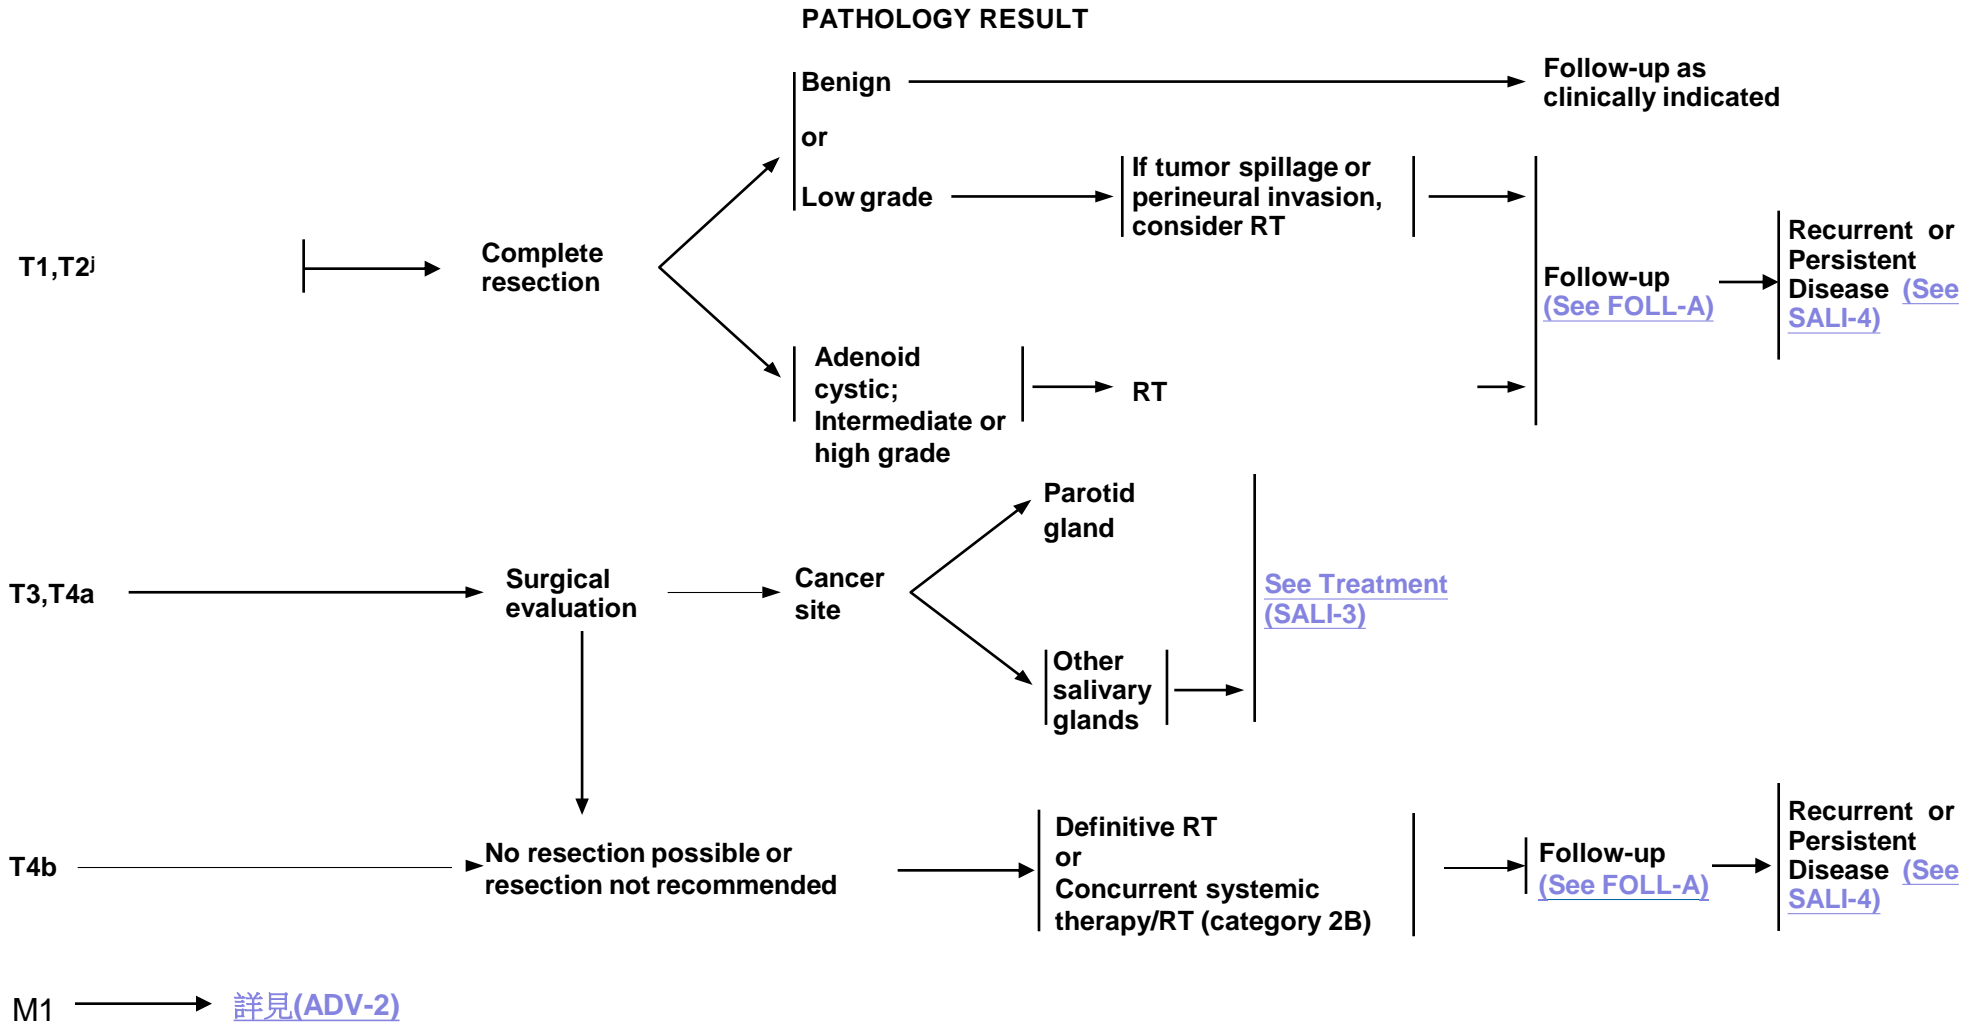 PATHOLOGY RESULT
Benign
or
Low grade
Follow-up as
clinically indicated
If tumor spillage or
perineural invasion,
consider RT
T1,T2j
Complete
resection
Adenoid
cystic;
Intermediate or
high grade
RT
Follow-up
(See FOLL-A)
Recurrent or
Persistent
Disease (See
SALI-4)
T3,T4a
Surgical
evaluation
Cancer
site
Parotid
gland
Other
salivary
glands
See Treatment
(SALI-3)
T4b
No resection possible or
resection not recommended
Definitive RT
or
Concurrent systemic
therapy/RT (category 2B)
Follow-up
(See FOLL-A)
Recurrent or
Persistent
Disease (See
SALI-4)
M1
詳見(ADV-2)